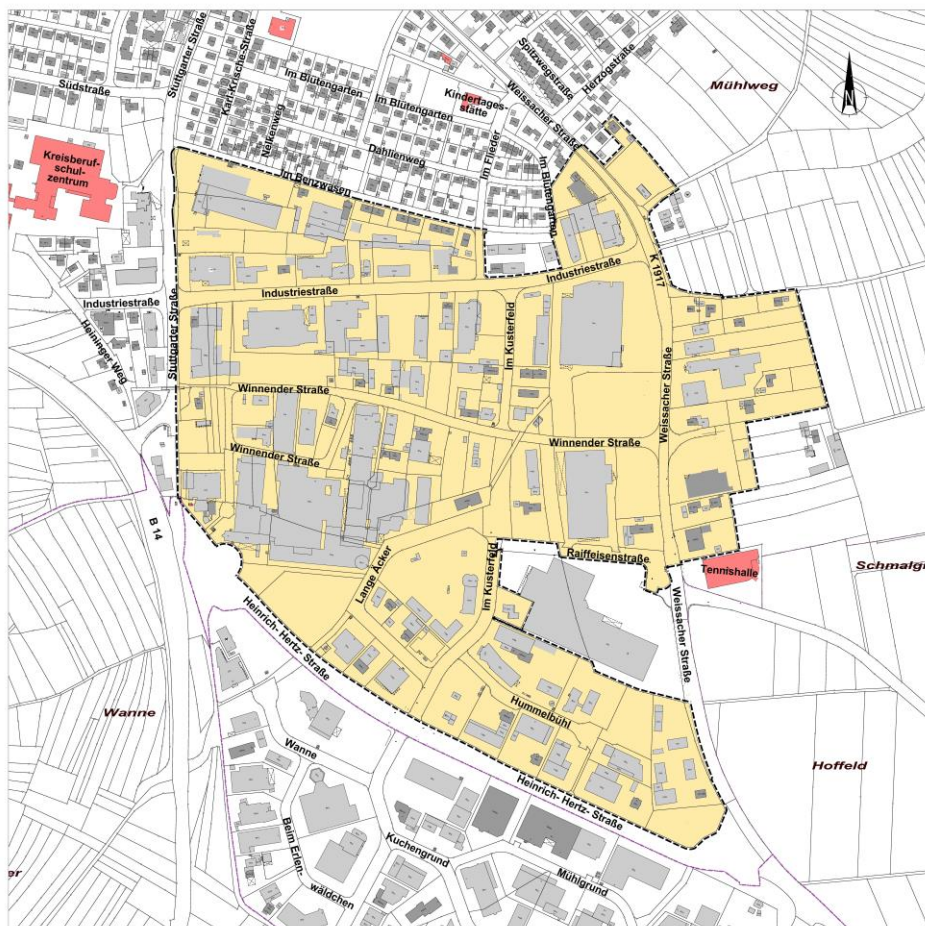 Stuttgarter Straße
Karl-Krische-Straße
Spitzwegstraße
Herzogstraße
Südstraße
Im Blütengarten
Weissacher Straße
Mühlweg
Im Blütengarten
Kindertages-
stätte
Nelkenweg
Dahlienweg
Im Flieder
Kreisberuf-
schul-
zentrum
Im Benzwasen
Im Blütengarten
K 1917
Industriestraße
Industriestraße
Industriestraße
Heininger Weg
Stuttgarter Straße
Im Kusterfeld
Weissacher Straße
Winnender Straße
Winnender Straße
Winnender Straße
B 14
Lange Äcker
Im Kusterfeld
Raiffeisenstraße
Tennishalle
Schmalgr
Weissacher Straße
Heinrich- Hertz- Straße
Wanne
Hummelbühl
Hoffeld
Wanne
Heinrich- Hertz- Straße
Beim Erlen-
wäldchen
Kuchengrund
Mühlgrund
er